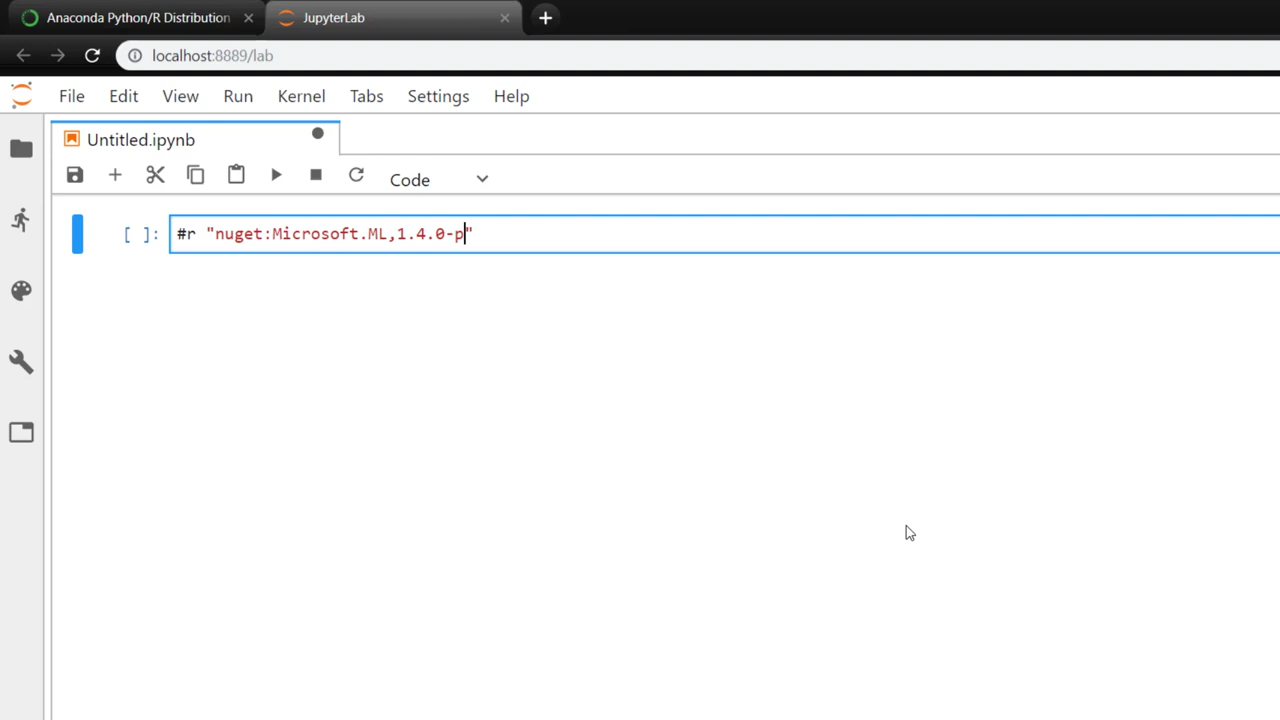 Anaconda Python/R Distribution
JupyterLab
localhost:8889/lab
File Edit View Run Kernel Tabs Settings Help
Untitled.ipynb
Code
[ ]: #r "nuget:Microsoft.ML,1.4.0-p"